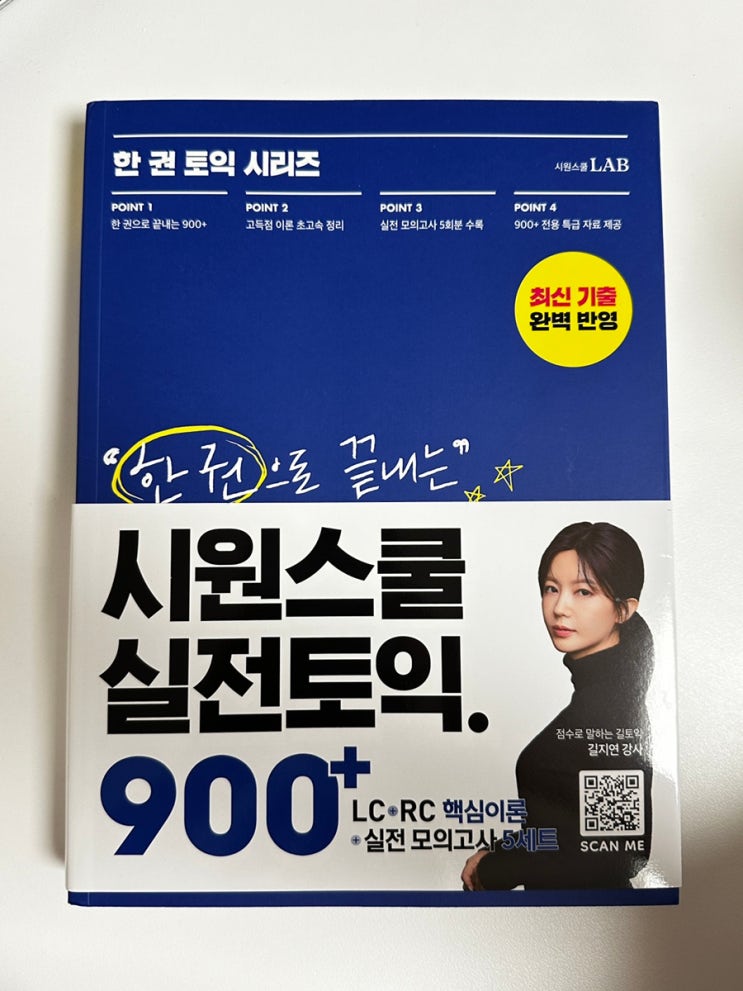 한 권 토익 시리즈
시원스쿨 LAB
POINT 1
한 권으로 끝내는 900+
POINT 2
고득점 이론 초고속 정리
POINT 3
실전 모의고사 5회분 수록
POINT 4
900+ 전용 특급 자료 제공
최신 기출
완벽 반영
“한 권으로 끝내는”
시원스쿨
실전토익.
900+
LC+RC 핵심이론
+실전 모의고사 5세트
점수로 말하는 길토익
길지연 강사
SCAN ME